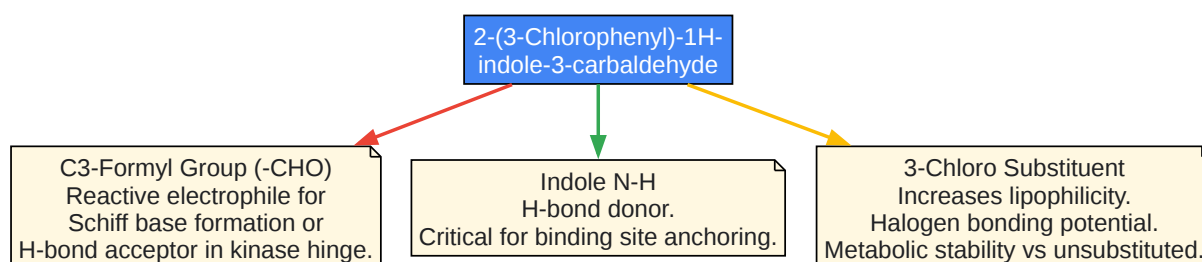 2-(3-Chlorophenyl)-1H-
indole-3-carbaldehyde
C3-Formyl Group (-CHO)
Reactive electrophile for
Schiff base formation or
H-bond acceptor in kinase hinge.
Indole N-H
H-bond donor.
Critical for binding site anchoring.
3-Chloro Substituent
Increases lipophilicity.
Halogen bonding potential.
Metabolic stability vs unsubstituted.